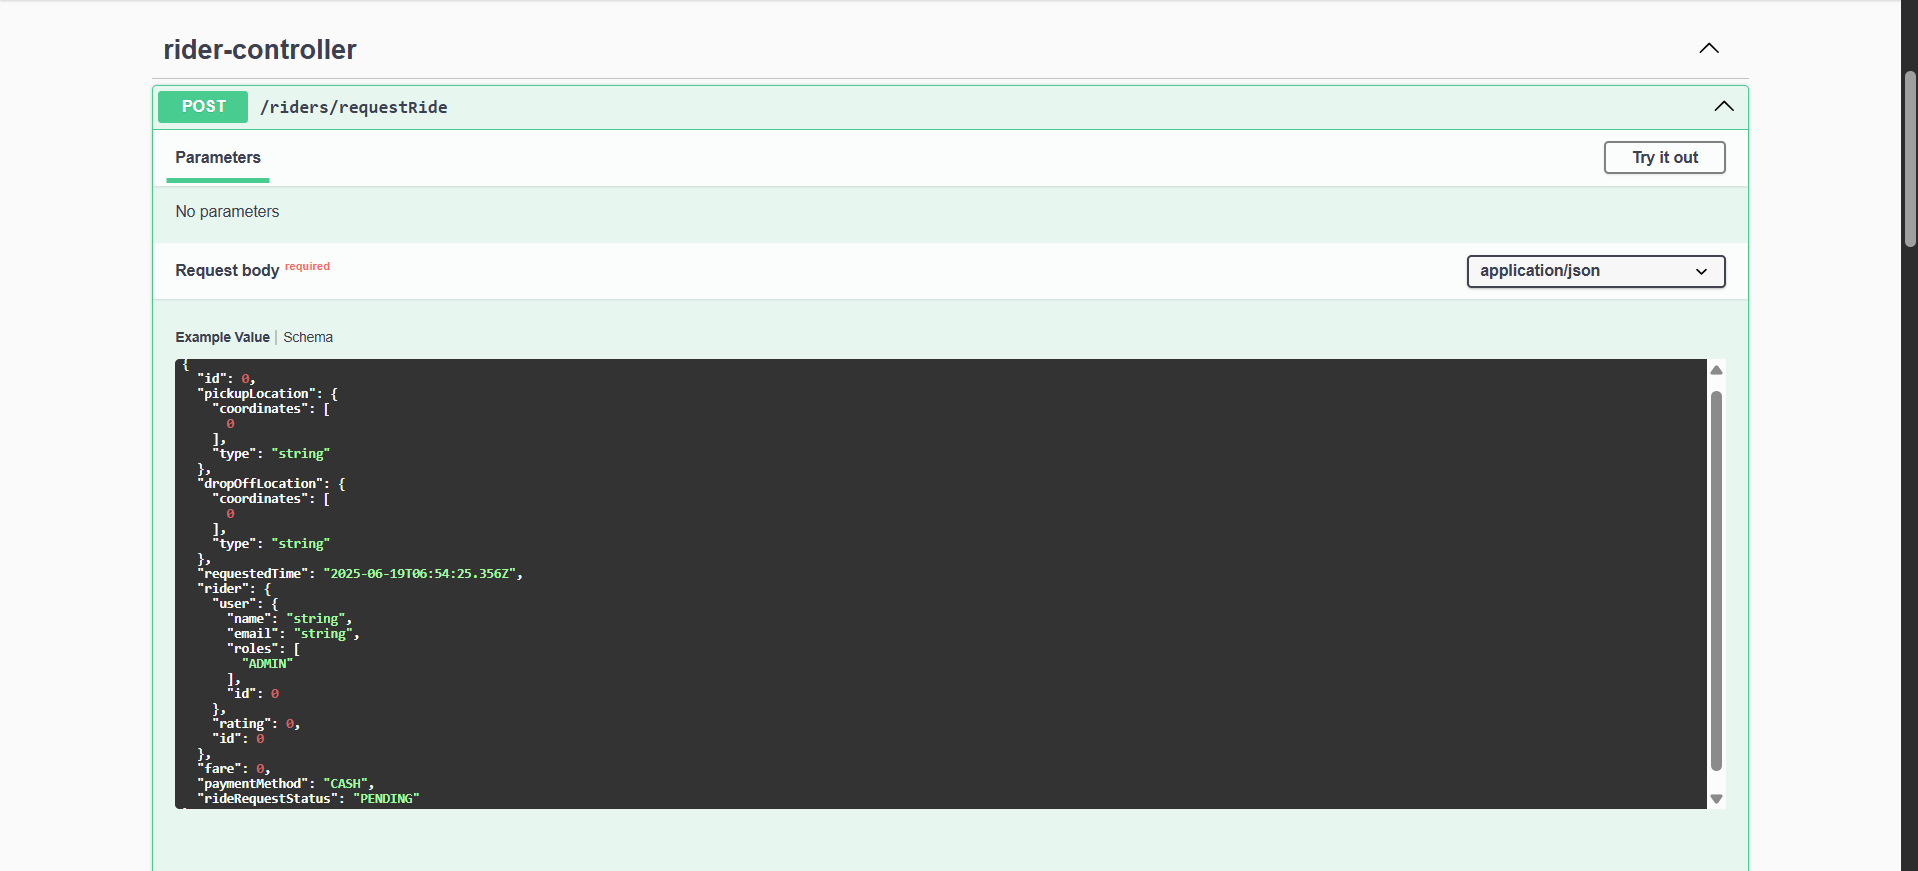 rider-controller
POST /riders/requestRide
Parameters
Try it out
No parameters
Request body required
application/json
Example Value | Schema
{
  "id": 0,
  "pickupLocation": {
    "coordinates": [
      0
    ],
    "type": "string"
  },
  "dropOffLocation": {
    "coordinates": [
      0
    ],
    "type": "string"
  },
  "requestedTime": "2025-06-19T06:54:25.356Z",
  "rider": {
    "user": {
      "name": "string",
      "email": "string",
      "roles": [
        "ADMIN"
      ],
      "id": 0
    },
    "rating": 0,
    "id": 0
  },
  "fare": 0,
  "paymentMethod": "CASH",
  "rideRequestStatus": "PENDING"